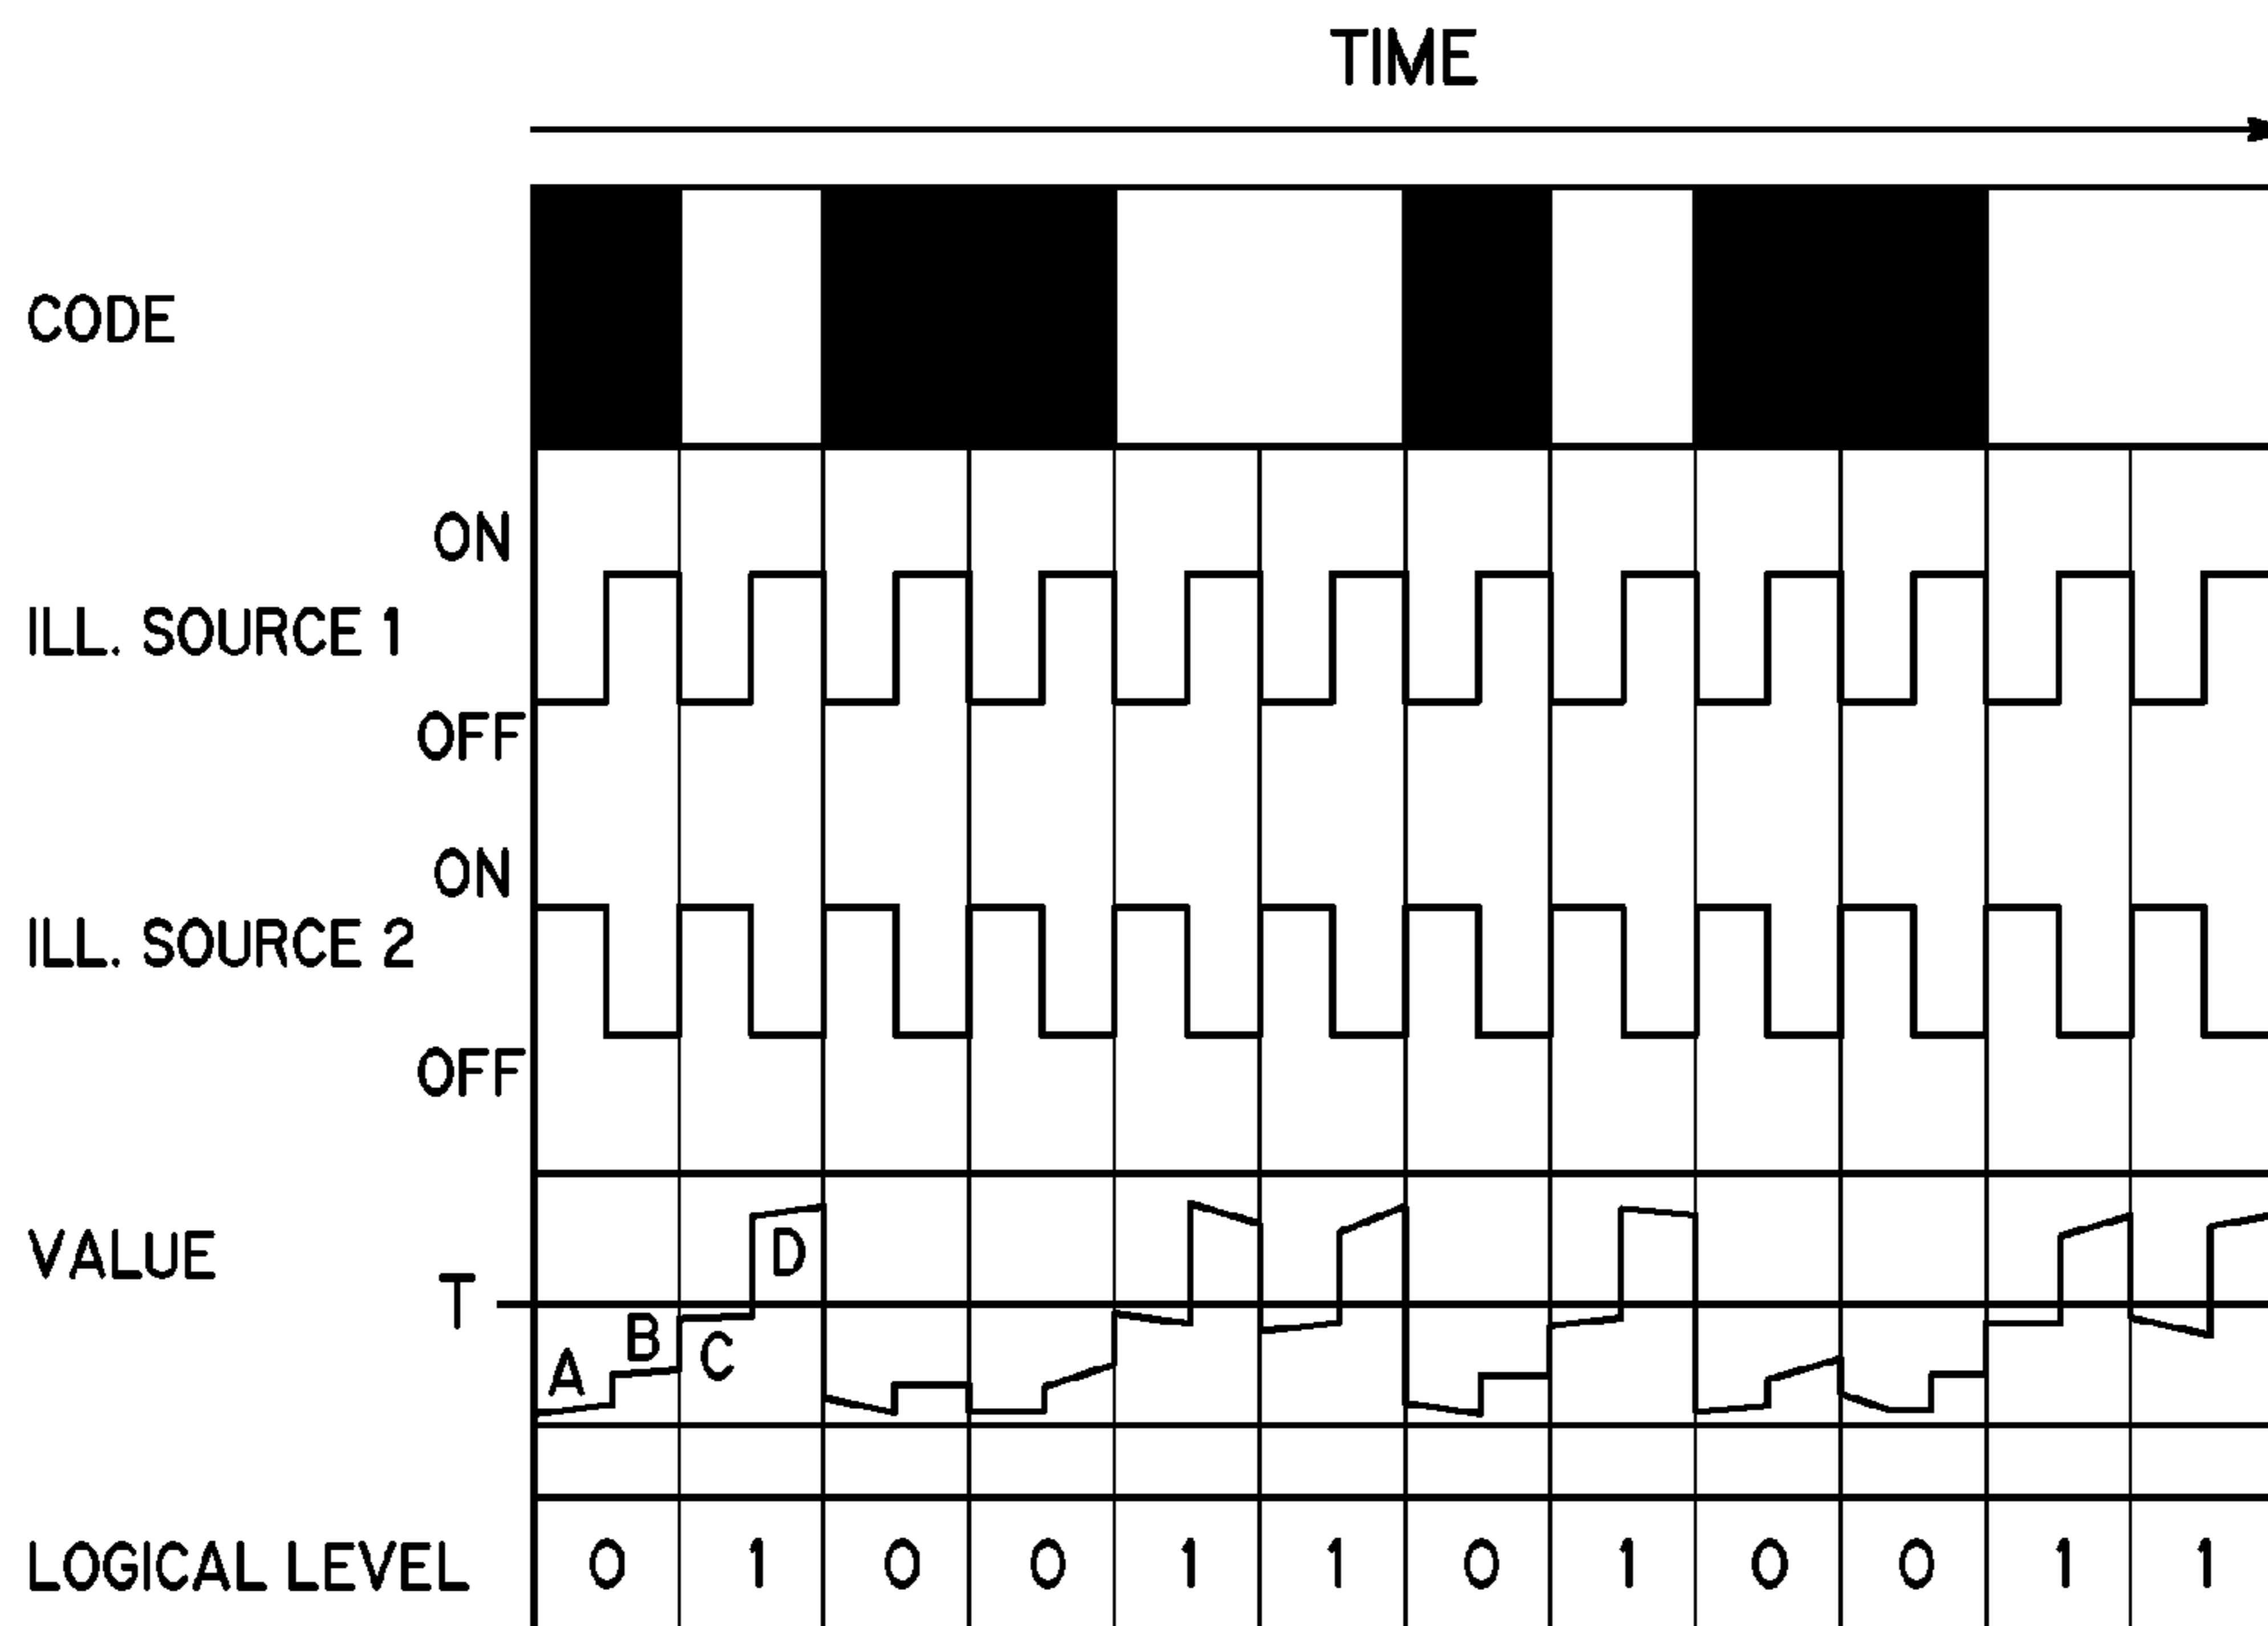 TIME
CODE
ON
ILL. SOURCE 1
OFF
ON
ILL. SOURCE 2
OFF
VALUE
T
A B C D
LOGICAL LEVEL 0 1 0 0 1 1 0 1 0 0 1 1